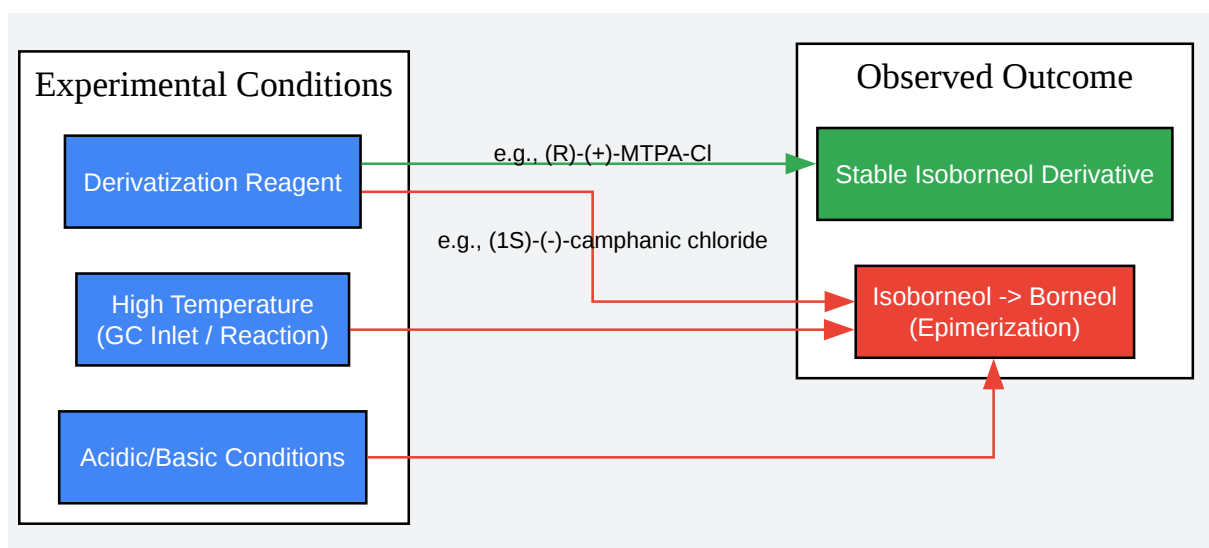 Experimental Conditions
Derivatization Reagent
High Temperature
(GC Inlet / Reaction)
Acidic/Basic Conditions
e.g., (R)-(+)-MTPA-Cl
e.g., (1S)-(-)-camphanic chloride
Observed Outcome
Stable Isoborneol Derivative
Isoborneol -> Borneol
(Epimerization)